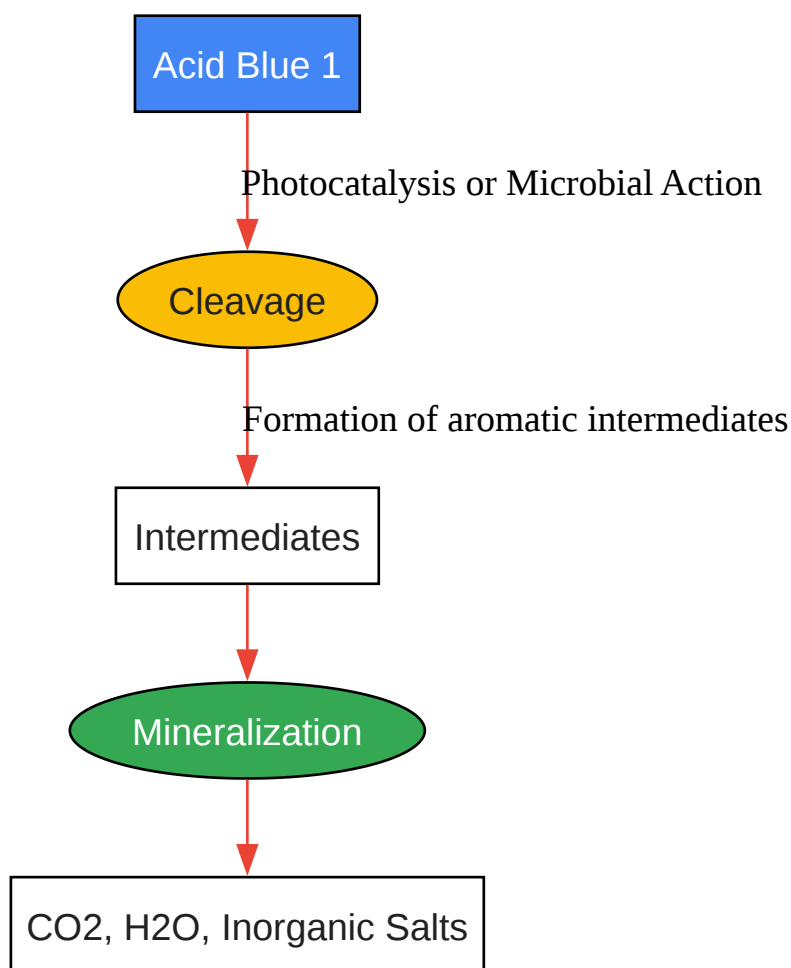 Acid Blue 1
Photocatalysis or Microbial Action
Cleavage
Formation of aromatic intermediates
Intermediates
Mineralization
CO2, H2O, Inorganic Salts